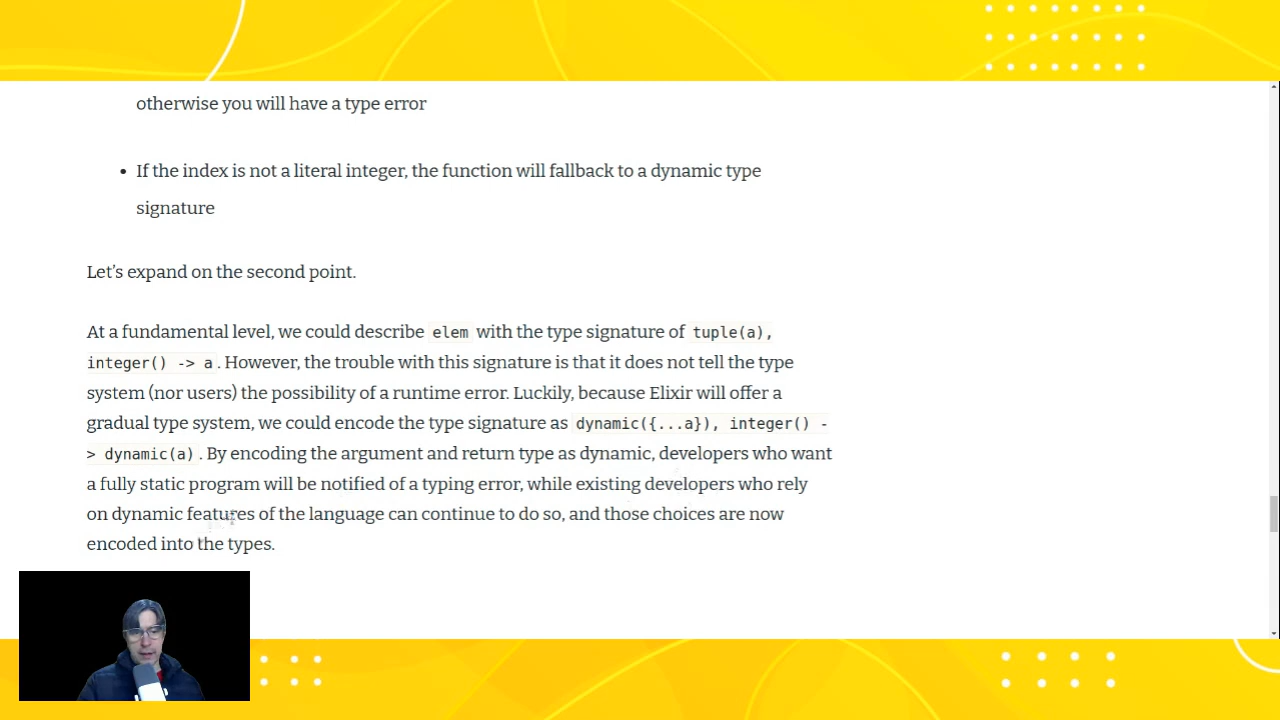 otherwise you will have a type error
• If the index is not a literal integer, the function will fallback to a dynamic type
signature
Let's expand on the second point.
At a fundamental level, we could describe elem with the type signature of tuple(a),
integer() -> a. However, the trouble with this signature is that it does not tell the type
system (nor users) the possibility of a runtime error. Luckily, because Elixir will offer a
gradual type system, we could encode the type signature as dynamic({...a}), integer() -
> dynamic(a). By encoding the argument and return type as dynamic, developers who want
a fully static program will be notified of a typing error, while existing developers who rely
on dynamic features of the language can continue to do so, and those choices are now
encoded into the types.